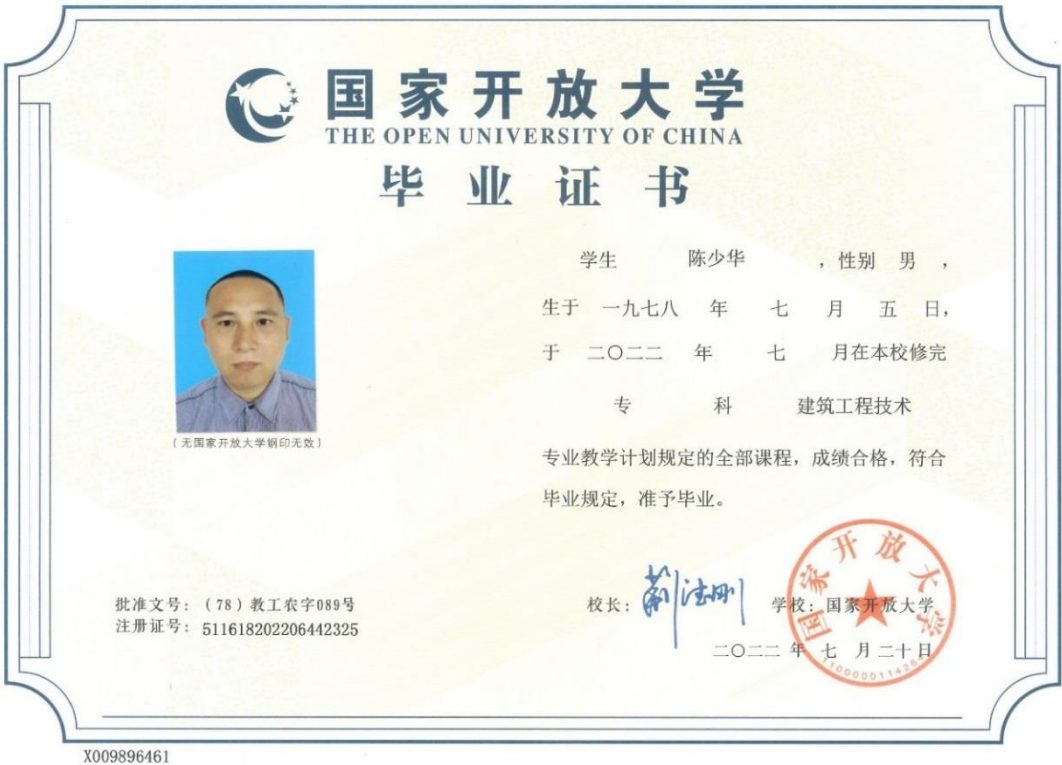 国家开放大学
THE OPEN UNIVERSITY OF CHINA
毕业证书
学生 陈少华 ，性别 男 ，
生于 一九七八 年 七 月 五 日，
于 二〇二二 年 七 月在本校修完
专 科 建筑工程技术
专业教学计划规定的全部课程，成绩合格，符合
毕业规定，准予毕业。
（无国家开放大学钢印无效）
批准文号：（78）教工农字089号
注册证号：511618202206442325
校长：荆德刚
学校：国家开放大学
二〇二二 年 七 月 二十 日
国家开放大学
X009896461